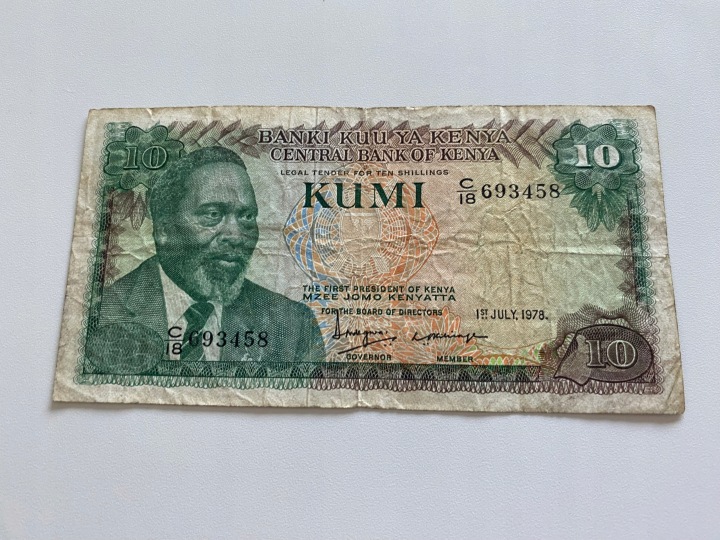 10
BANKI KUU YA KENYA
10
CENTRAL BANK OF KENYA
LEGAL TENDER FOR TEN SHILLINGS
KUMI
C/18 693458
THE FIRST PRESIDENT OF KENYA
MZEE JOMO KENYATTA
FOR THE BOARD OF DIRECTORS
1ST JULY, 1978.
C/18 693458
GOVERNOR
MEMBER
10